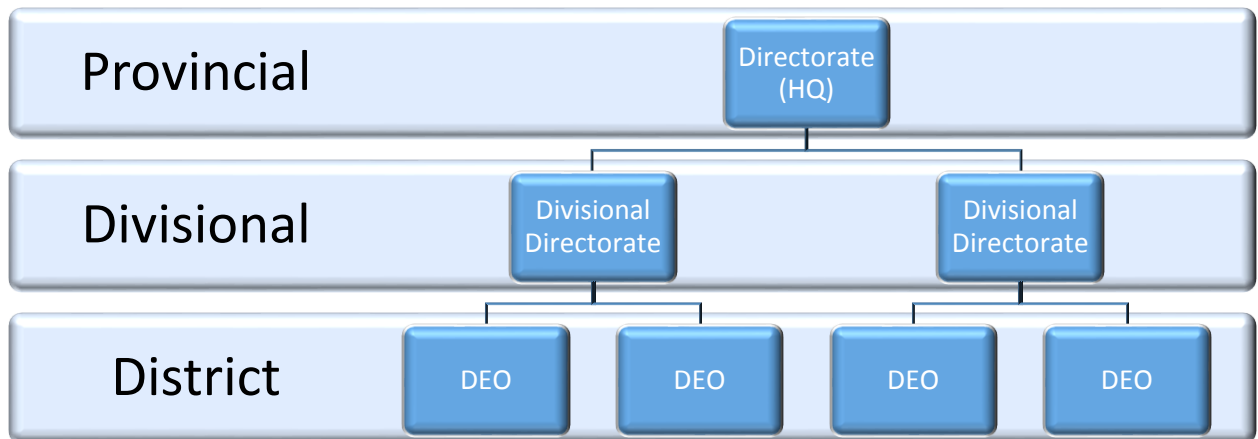 Provincial
Directorate
(HQ)
Divisional
Divisional
Directorate
Divisional
Directorate
District
DEO
DEO
DEO
DEO